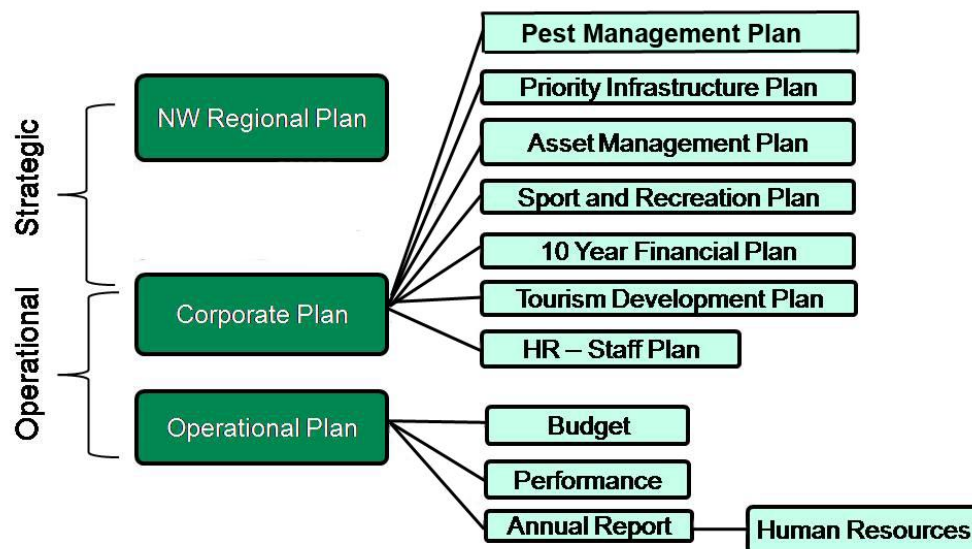 Strategic
Operational
NW Regional Plan
Corporate Plan
Operational Plan
Pest Management Plan
Priority Infrastructure Plan
Asset Management Plan
Sport and Recreation Plan
10 Year Financial Plan
Tourism Development Plan
HR – Staff Plan
Budget
Performance
Annual Report
Human Resources